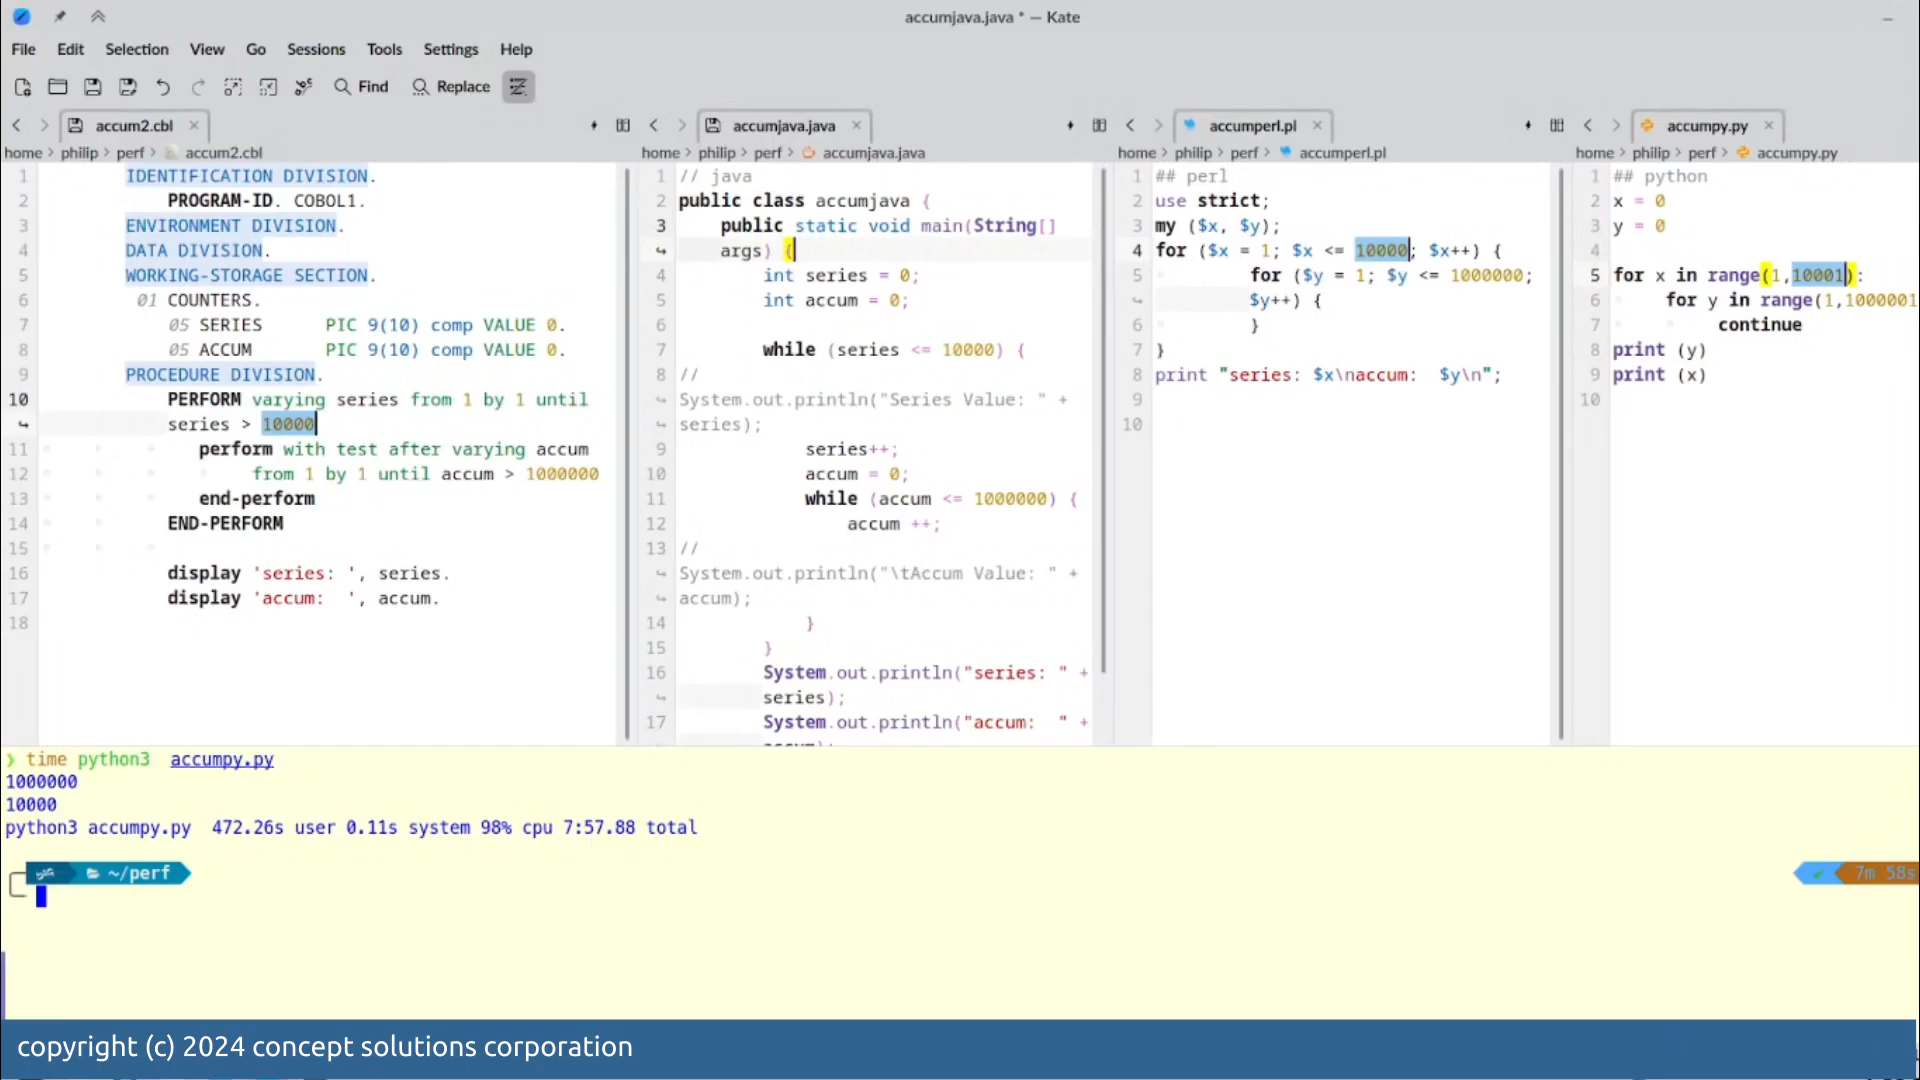 accumjava.java * — Kate
File Edit Selection View Go Sessions Tools Settings Help
Find Replace
accum2.cbl
home > philip > perf > accum2.cbl
1 IDENTIFICATION DIVISION.
2 PROGRAM-ID. COBOL1.
3 ENVIRONMENT DIVISION.
4 DATA DIVISION.
5 WORKING-STORAGE SECTION.
6 01 COUNTERS.
7 05 SERIES PIC 9(10) comp VALUE 0.
8 05 ACCUM PIC 9(10) comp VALUE 0.
9 PROCEDURE DIVISION.
10 PERFORM varying series from 1 by 1 until
series > 10000
11 perform with test after varying accum
12 from 1 by 1 until accum > 1000000
13 end-perform
14 END-PERFORM
15
16 display 'series: ', series.
17 display 'accum:  ', accum.
18
accumjava.java
home > philip > perf > accumjava.java
1 // java
2 public class accumjava {
3 public static void main(String[]
args) {
4 int series = 0;
5 int accum = 0;
6
7 while (series <= 10000) {
8 //
System.out.println("Series Value: " +
series);
9 series++;
10 accum = 0;
11 while (accum <= 1000000) {
12 accum ++;
13 //
System.out.println("\tAccum Value: " +
accum);
14 }
15 }
16 System.out.println("series: " +
series);
17 System.out.println("accum:  " +
accumperl.pl
home > philip > perf > accumperl.pl
1 ## perl
2 use strict;
3 my ($x, $y);
4 for ($x = 1; $x <= 10000; $x++) {
5 for ($y = 1; $y <= 1000000;
$y++) {
6 }
7 }
8 print "series: $x\naccum:  $y\n";
9
10
accumpy.py
home > philip > perf > accumpy.py
1 ## python
2 x = 0
3 y = 0
4
5 for x in range(1,10001):
6 for y in range(1,1000001
7 continue
8 print (y)
9 print (x)
10
❯ time python3 accumpy.py
1000000
10000
python3 accumpy.py  472.26s user 0.11s system 98% cpu 7:57.88 total
~/perf
✔ 7m 58s
copyright (c) 2024 concept solutions corporation